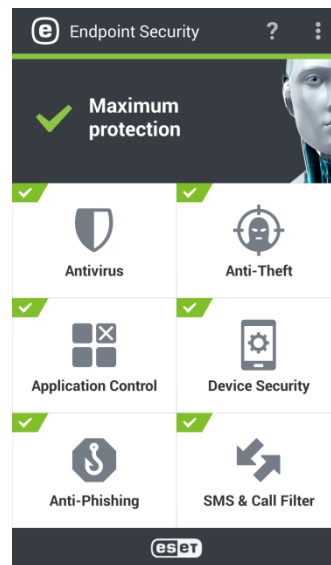 e Endpoint Security ?
Maximum
protection
Antivirus
Anti-Theft
Application Control
Device Security
Anti-Phishing
SMS & Call Filter
eseT